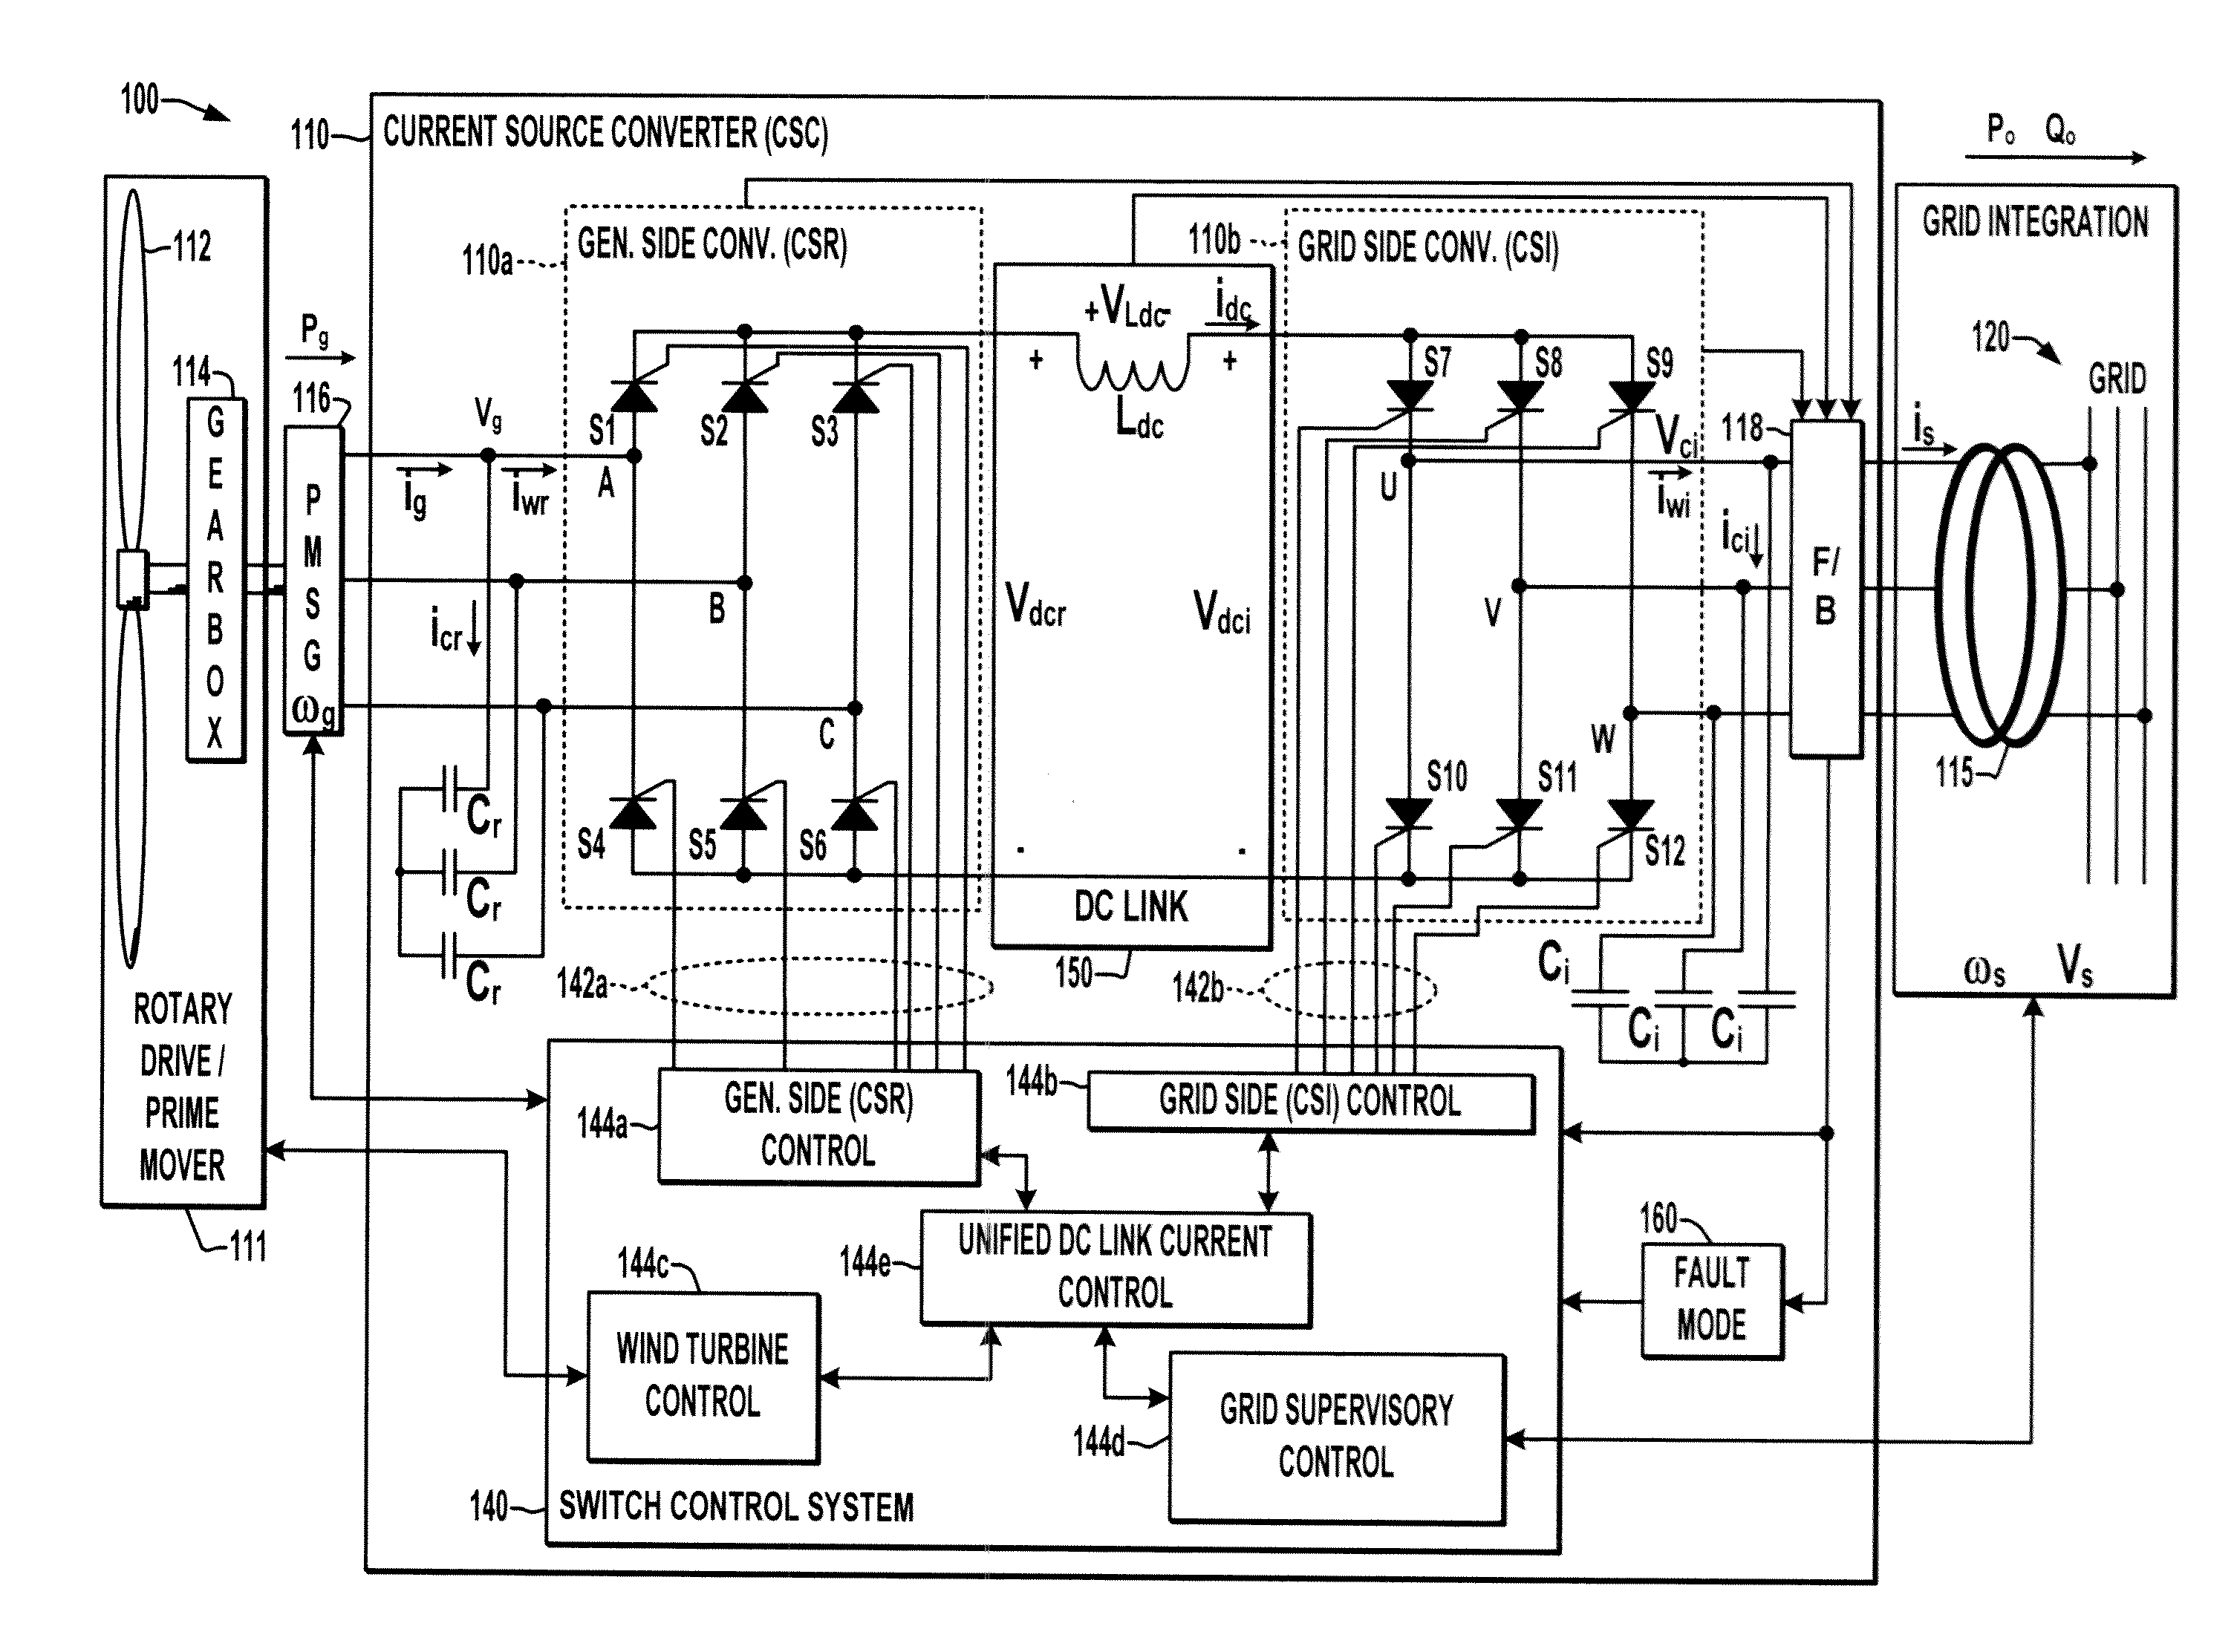 100
110
CURRENT SOURCE CONVERTER (CSC)
Po Qo
112
110a
GEN. SIDE CONV. (CSR)
110b
GRID SIDE CONV. (CSI)
GRID INTEGRATION
Pg
114
116
GEARBOX
PMSG
ωg
Vg
ig
iwr
icr
S1
S2
S3
A
B
C
S4
S5
S6
Cr
Cr
Cr
+VLdc-
idc
+
+
Ldc
Vdcr
Vdci
-
-
DC LINK
150
S7
S8
S9
Vci
U
iwi
ici
V
W
S10
S11
S12
118
F/
B
is
120
GRID
115
ωs Vs
Ci
Ci
Ci
142a
142b
ROTARY
DRIVE /
PRIME
MOVER
111
144a
GEN. SIDE (CSR)
CONTROL
144b
GRID SIDE (CSI) CONTROL
144e
UNIFIED DC LINK CURRENT
CONTROL
144c
WIND TURBINE
CONTROL
144d
GRID SUPERVISORY
CONTROL
160
FAULT
MODE
140
SWITCH CONTROL SYSTEM